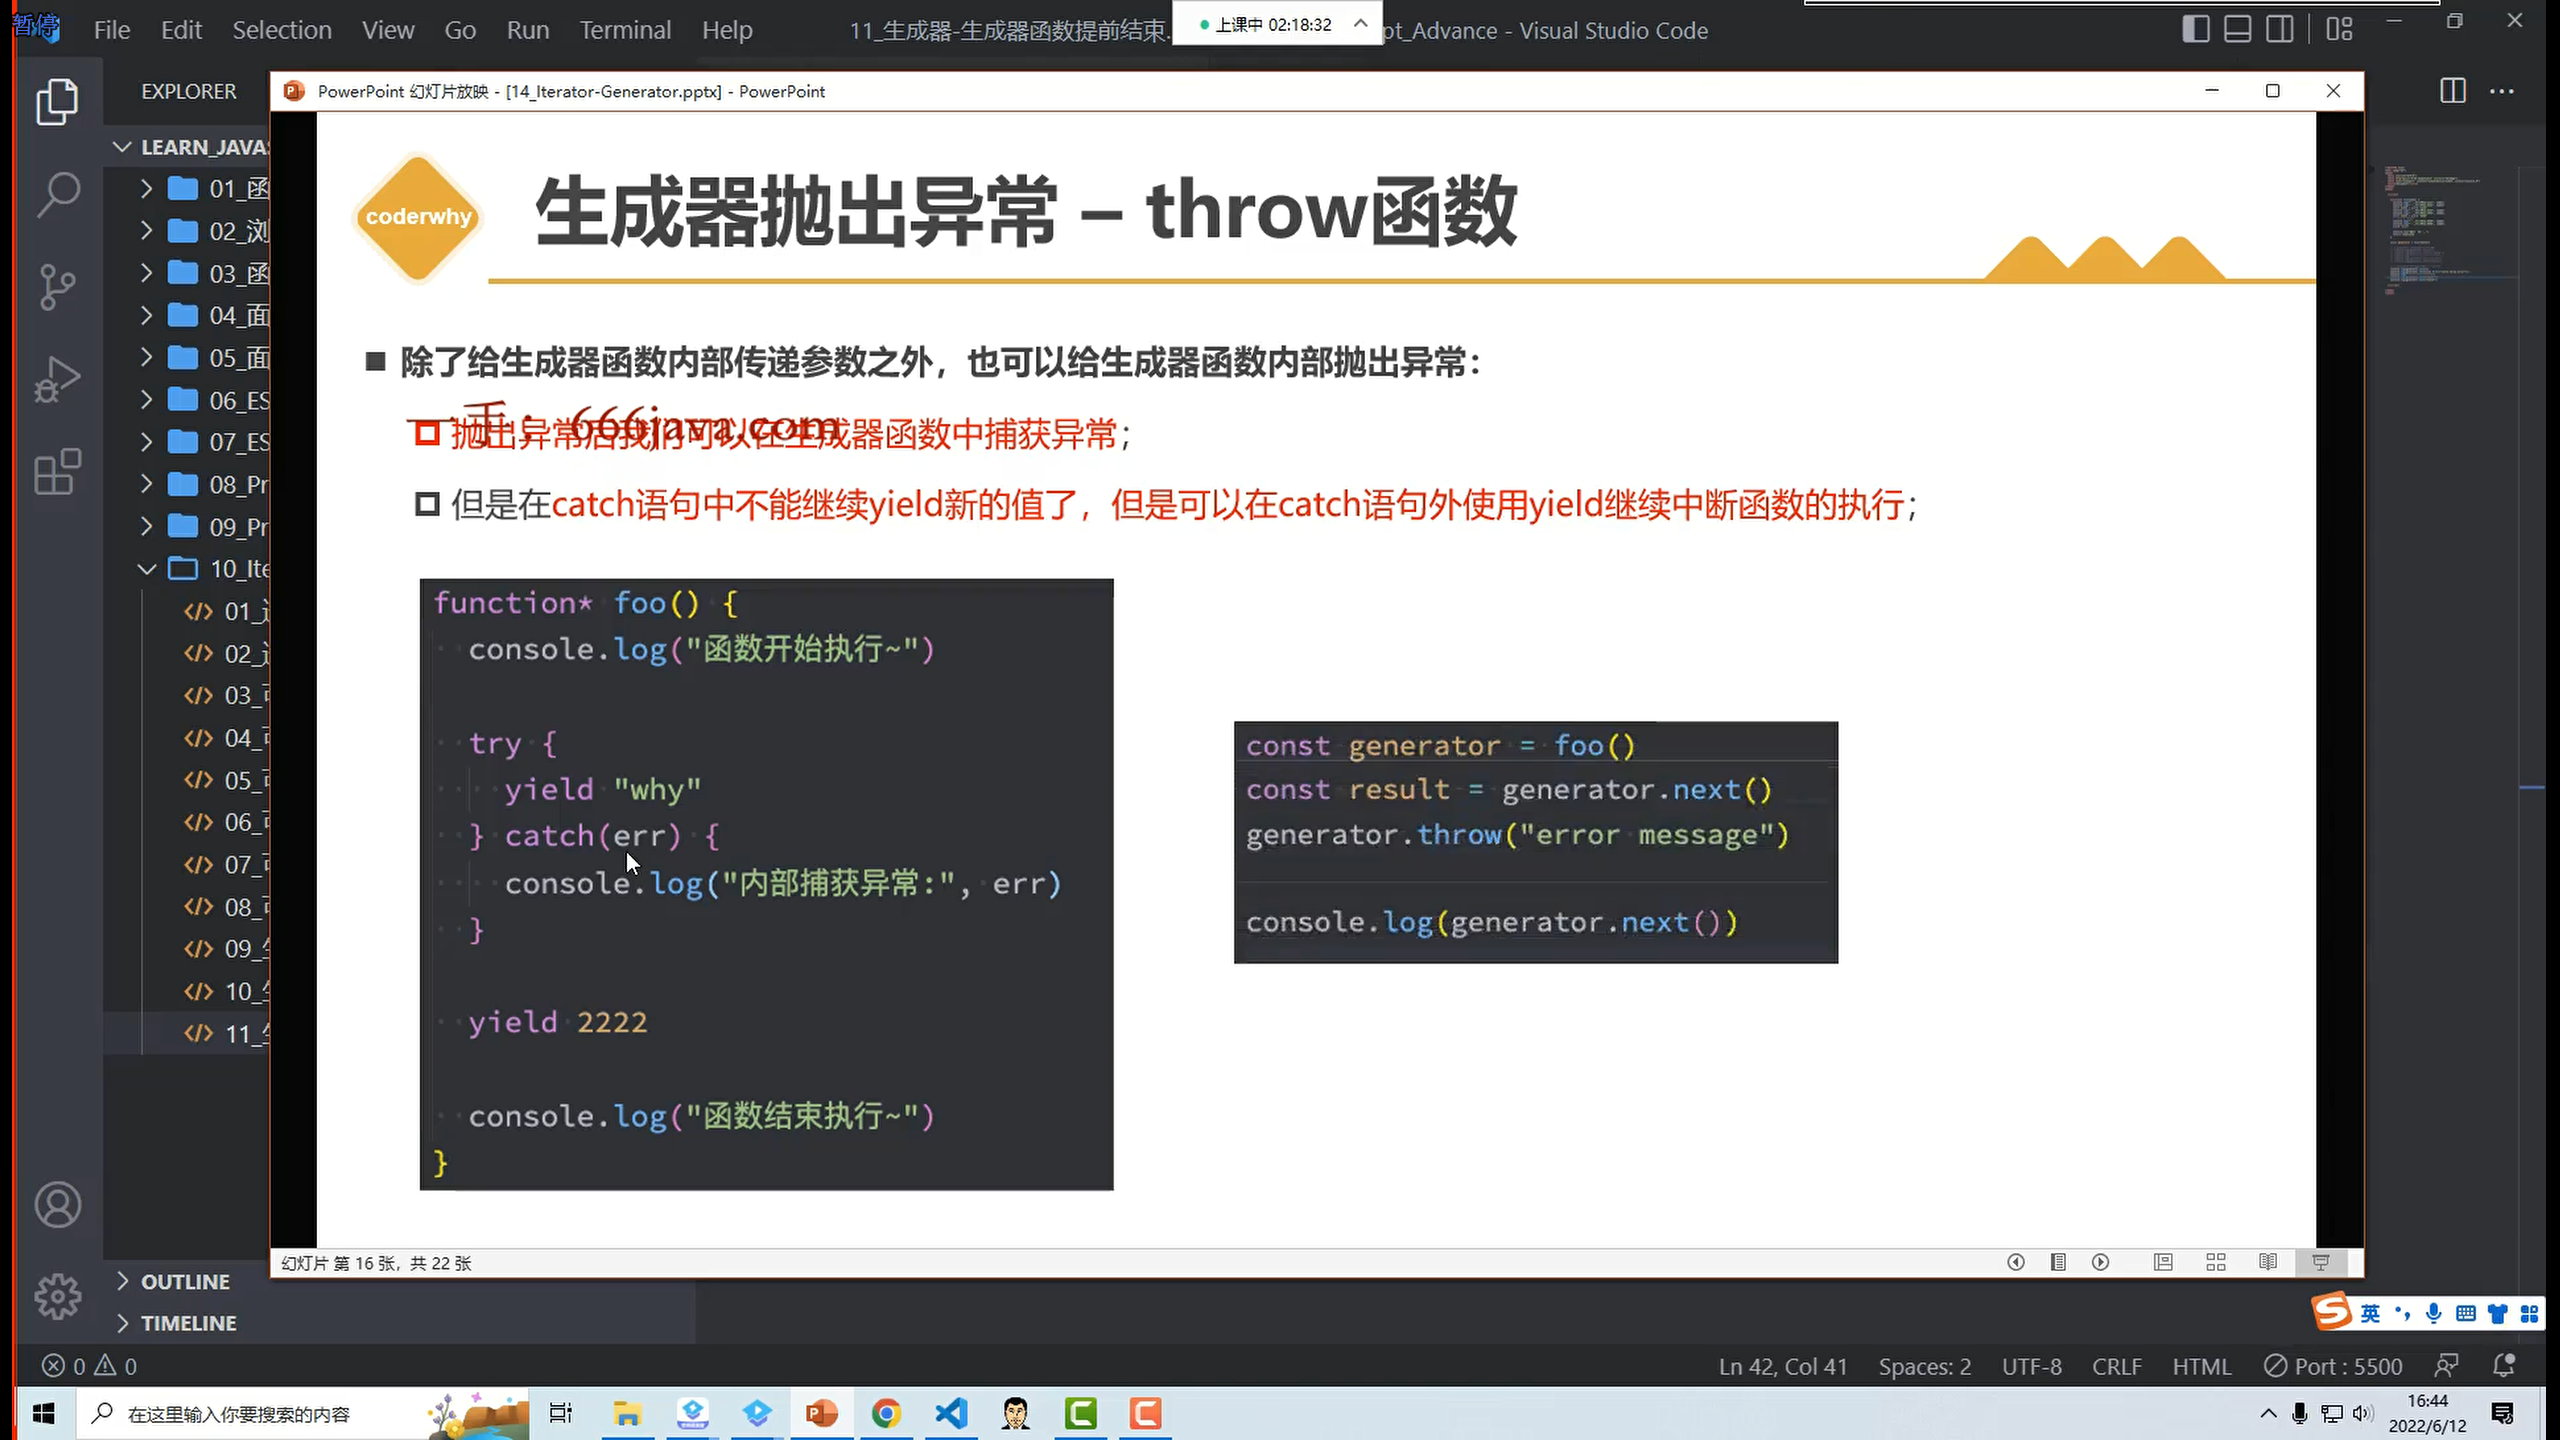 暂停
File Edit Selection View Go Run Terminal Help
11_生成器-生成器函数提前结束.
上课中 02:18:32
pt_Advance - Visual Studio Code
EXPLORER
PowerPoint 幻灯片放映 - [14_Iterator-Generator.pptx] - PowerPoint
LEARN_JAVAS
01_函
02_浏
03_函
04_面
05_面
06_ES
07_ES
08_Pr
09_Pr
10_Ite
01_
02_
03_
04_
05_
06_
07_
08_
09_
10_
11_
OUTLINE
TIMELINE
coderwhy
生成器抛出异常 – throw函数
除了给生成器函数内部传递参数之外，也可以给生成器函数内部抛出异常：
一手：666java.com
抛出异常后我们可以在生成器函数中捕获异常；
但是在catch语句中不能继续yield新的值了，但是可以在catch语句外使用yield继续中断函数的执行；
function* foo() {
console.log("函数开始执行~")
try {
yield "why"
} catch(err) {
console.log("内部捕获异常:", err)
}
yield 2222
console.log("函数结束执行~")
}
const generator = foo()
const result = generator.next()
generator.throw("error message")
console.log(generator.next())
幻灯片 第 16 张，共 22 张
英
0 0
Ln 42, Col 41 Spaces: 2 UTF-8 CRLF HTML Port : 5500
在这里输入你要搜索的内容
16:44
2022/6/12